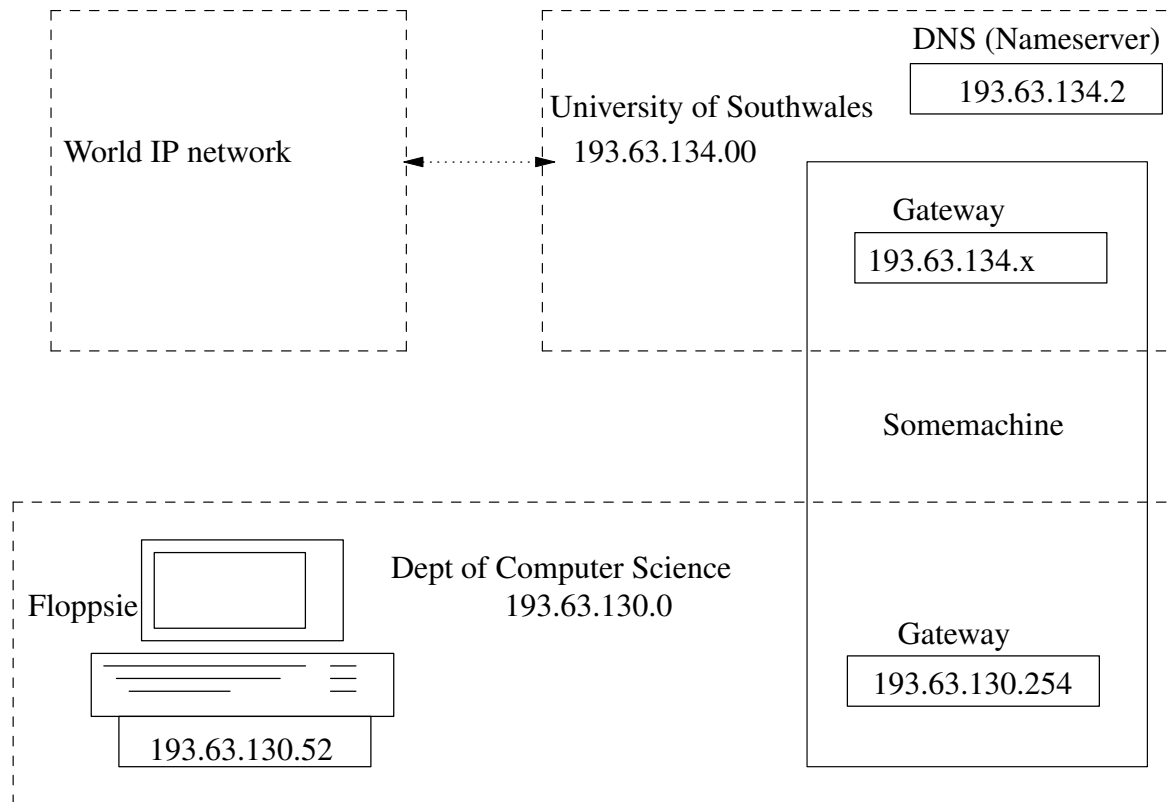 DNS (Nameserver)
193.63.134.2
University of Southwales
193.63.134.00
World IP network
Gateway
193.63.134.x
Somemachine
Dept of Computer Science
193.63.130.0
Floppsie
Gateway
193.63.130.254
193.63.130.52